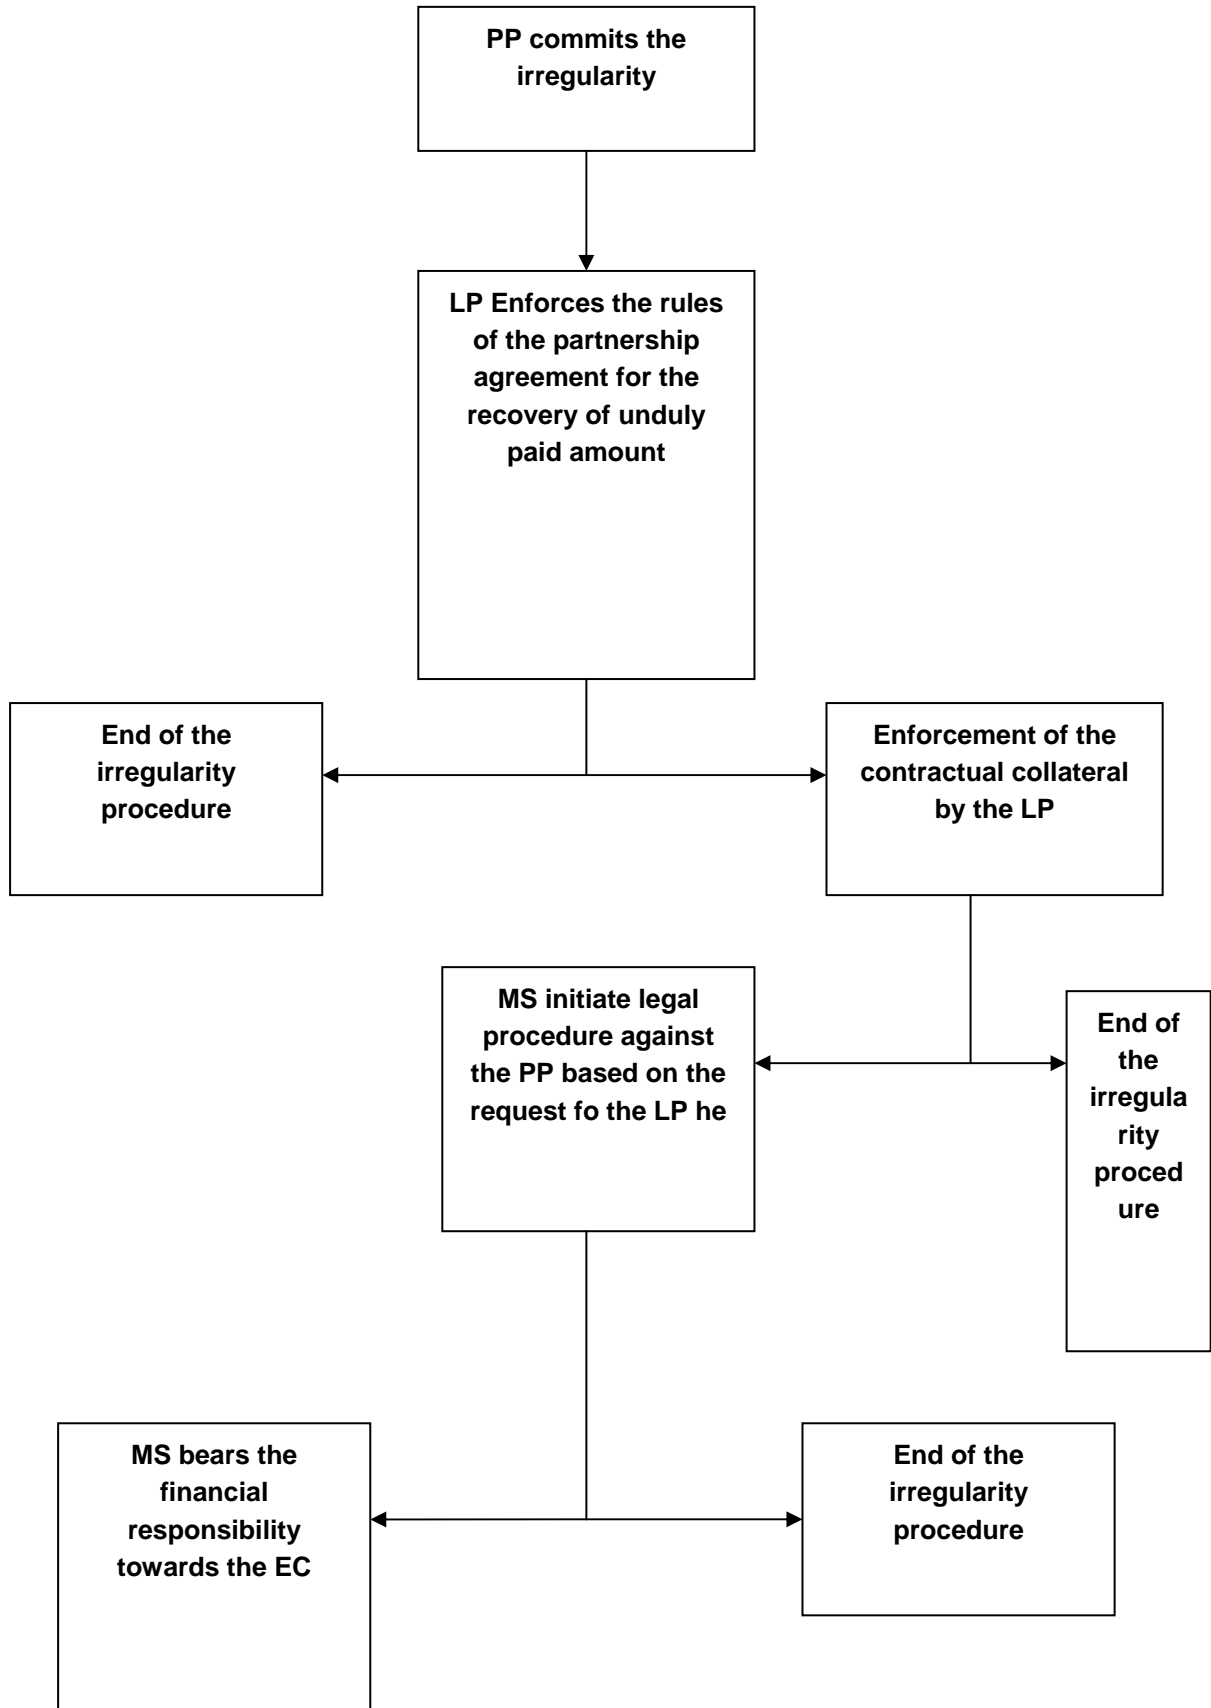 PP commits the
irregularity
LP Enforces the rules
of the partnership
agreement for the
recovery of unduly
paid amount
End of the
irregularity
procedure
Enforcement of the
contractual collateral
by the LP
MS initiate legal
procedure against
the PP based on the
request fo the LP he
End of
the
irregula
rity
proced
ure
MS bears the
financial
responsibility
towards the EC
End of the
irregularity
procedure